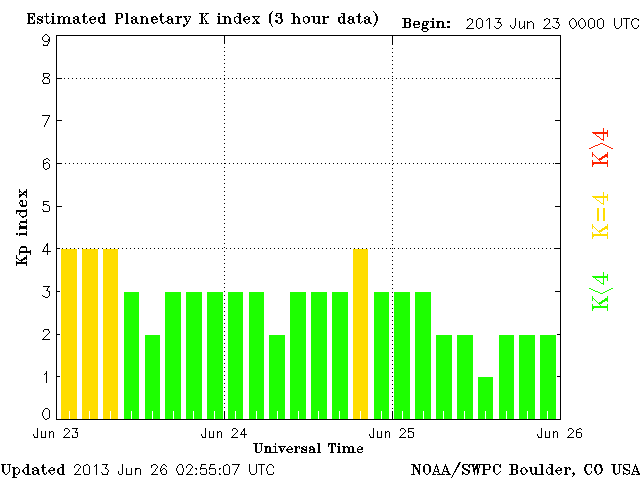 Estimated Planetary K index (3 hour data) Begin: 2013 Jun 23 0000 UTC
9
8
7
6
5
4
3
2
1
0
Kp index
K>4
K=4
K<4
Jun 23 Jun 24 Jun 25 Jun 26
Universal Time
Updated 2013 Jun 26 02:55:07 UTC NOAA/SWPC Boulder, CO USA